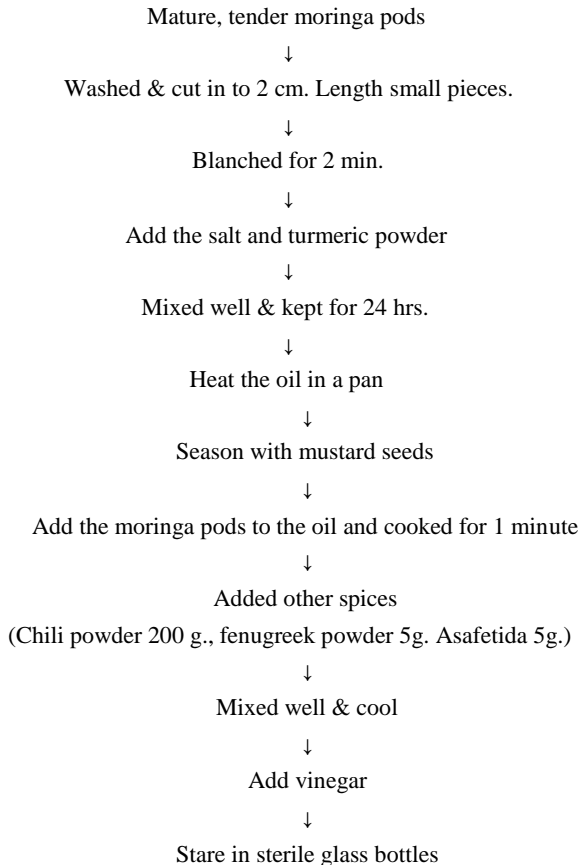 Mature, tender moringa pods
↓
Washed & cut in to 2 cm. Length small pieces.
↓
Blanched for 2 min.
↓
Add the salt and turmeric powder
↓
Mixed well & kept for 24 hrs.
↓
Heat the oil in a pan
↓
Season with mustard seeds
↓
Add the moringa pods to the oil and cooked for 1 minute
↓
Added other spices
(Chili powder 200 g., fenugreek powder 5g. Asafetida 5g.)
↓
Mixed well & cool
↓
Add vinegar
↓
Stare in sterile glass bottles